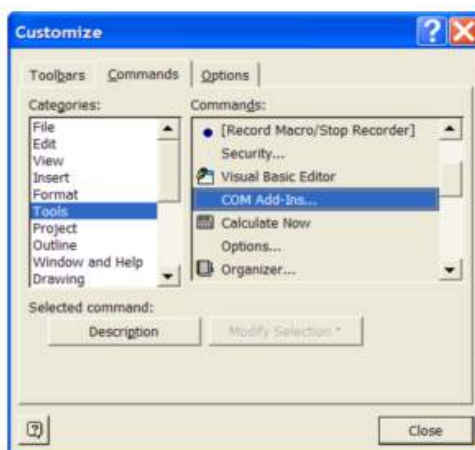 Customize
Toolbars Commands Options
Categories:
File
Edit
View
Insert
Format
Tools
Project
Outline
Window and Help
Drawing
Commands:
[Record Macro/Stop Recorder]
Security...
Visual Basic Editor
COM Add-Ins...
Calculate Now
Options...
Organizer...
Selected command:
Description Modify Selection
Close